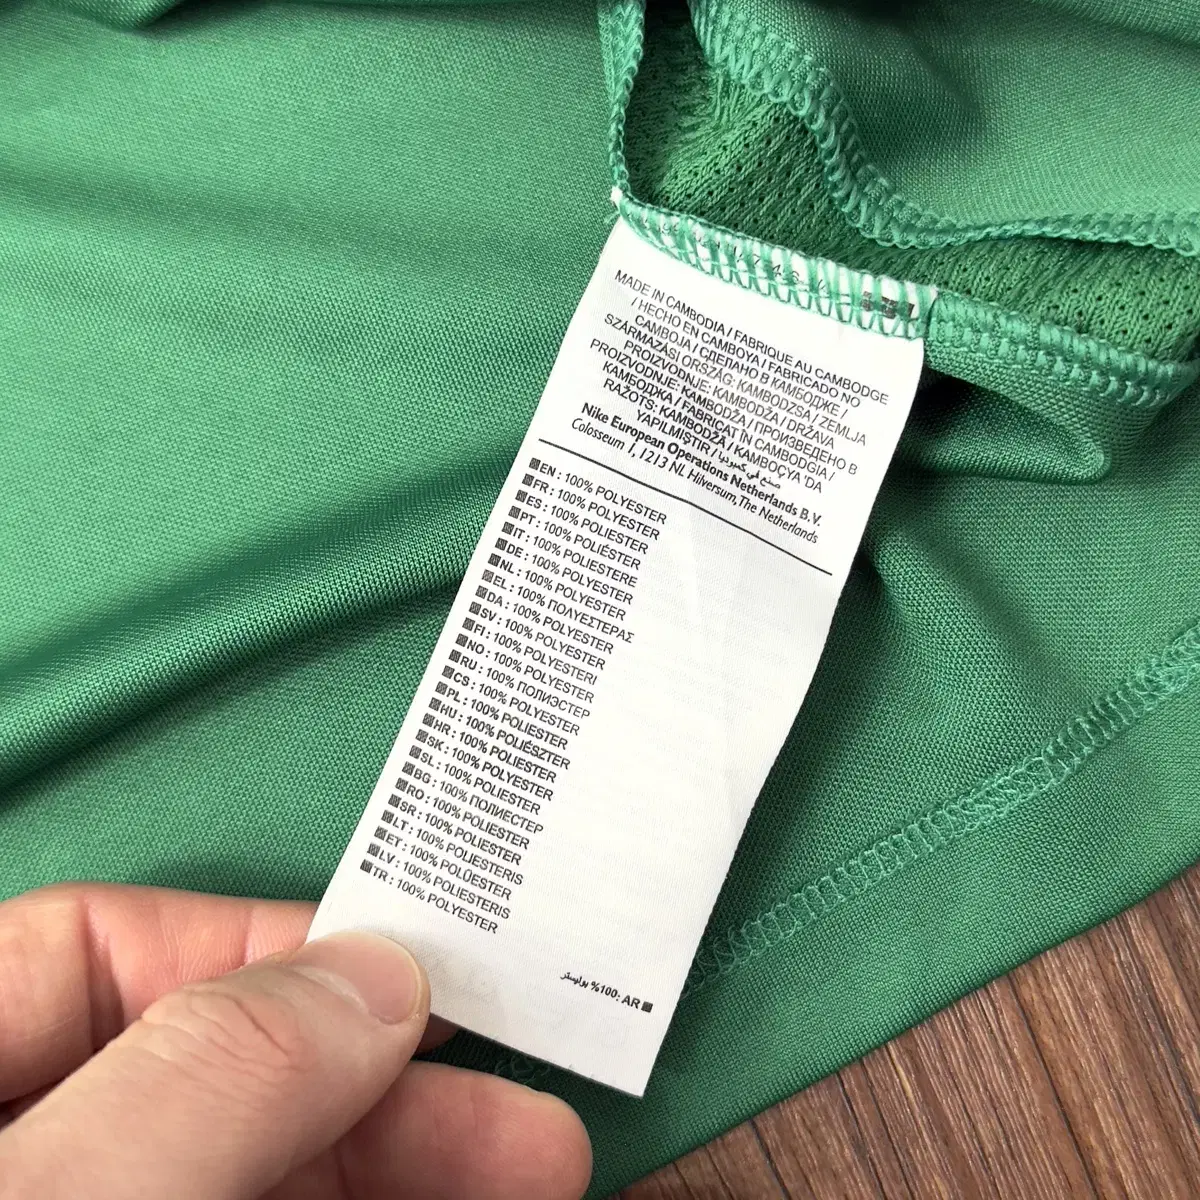 MADE IN CAMBODIA / FABRIQUE AU CAMBODGE
/ HECHO EN CAMBOYA / FABRICADO NO
CAMBOJA / СДЕЛАНО В КАМБОДЖЕ /
SZÁRMAZÁSI ORSZÁG: KAMBODZSA / ZEMLJA
PROIZVODNJE: KAMBODŽA / DRŽAVA
PROIZVODNJE: KAMBODŽA / ПРОИЗВЕДЕНО В
КАМБОДЖА / FABRICAT ÎN CAMBODGIA /
RAŽOTS: KAMBODŽĀ / KAMBOÇYA 'DA
YAPILMIŞTIR / صنع في كمبوديا
Nike European Operations Netherlands B.V.
Colosseum 1, 1213 NL Hilversum, The Netherlands
EN : 100% POLYESTER
FR : 100% POLYESTER
ES : 100% POLIÉSTER
PT : 100% POLIÉSTER
IT : 100% POLIESTERE
DE : 100% POLYESTER
NL : 100% POLYESTER
EL : 100% ΠΟΛΥΕΣΤΕΡΑΣ
DA : 100% POLYESTER
SV : 100% POLYESTER
FI : 100% POLYESTERI
NO : 100% POLYESTER
RU : 100% ПОЛИЭСТЕР
CS : 100% POLYESTER
PL : 100% POLIESTER
HU : 100% POLIÉSZTER
HR : 100% POLIESTER
SK : 100% POLYESTER
SL : 100% POLIESTER
BG : 100% ПОЛИЕСТЕР
RO : 100% POLIESTER
SR : 100% POLIESTER
LT : 100% POLIESTERIS
ET : 100% POLÜESTER
LV : 100% POLIESTERIS
TR : 100% POLYESTER
AR :100% بوليستر